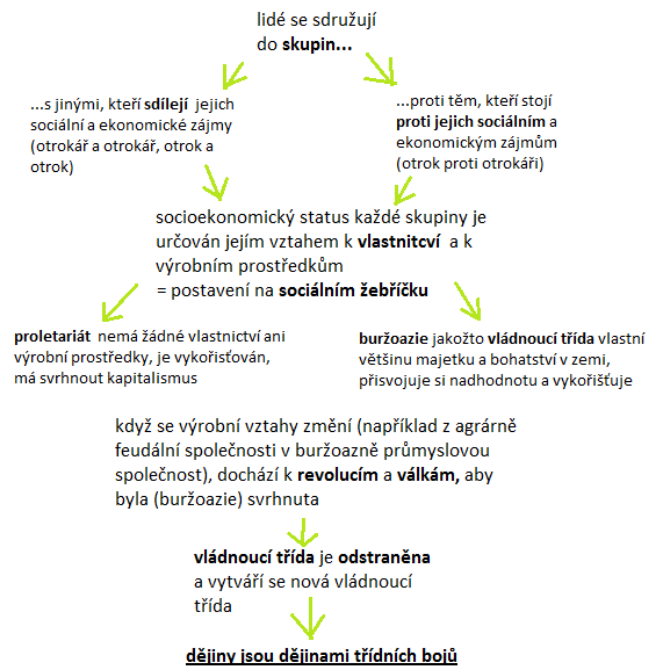 lidé se sdružují
do skupin...
...s jinými, kteří sdílejí jejich
sociální a ekonomické zájmy
(otrokář a otrokář, otrok a
otrok)
...proti těm, kteří stojí
proti jejich sociálním a
ekonomickým zájmům
(otrok proti otrokáři)
socioekonomický status každé skupiny je
určován jejím vztahem k vlastnitcví a k
výrobním prostředkům
= postavení na sociálním žebříčku
proletariát nemá žádné vlastnictví ani
výrobní prostředky, je vykořisťován,
má svrhnout kapitalismus
buržoazie jakožto vládnoucí třída vlastní
většinu majetku a bohatství v zemi,
přisvojuje si nadhodnotu a vykořišťuje
když se výrobní vztahy změní (například z agrárně
feudální společnosti v buržoazně průmyslovou
společnost), dochází k revolucím a válkám, aby
byla (buržoazie) svrhnuta
vládnoucí třída je odstraněna
a vytváří se nová vládnoucí
třída
dějiny jsou dějinami třídních bojů